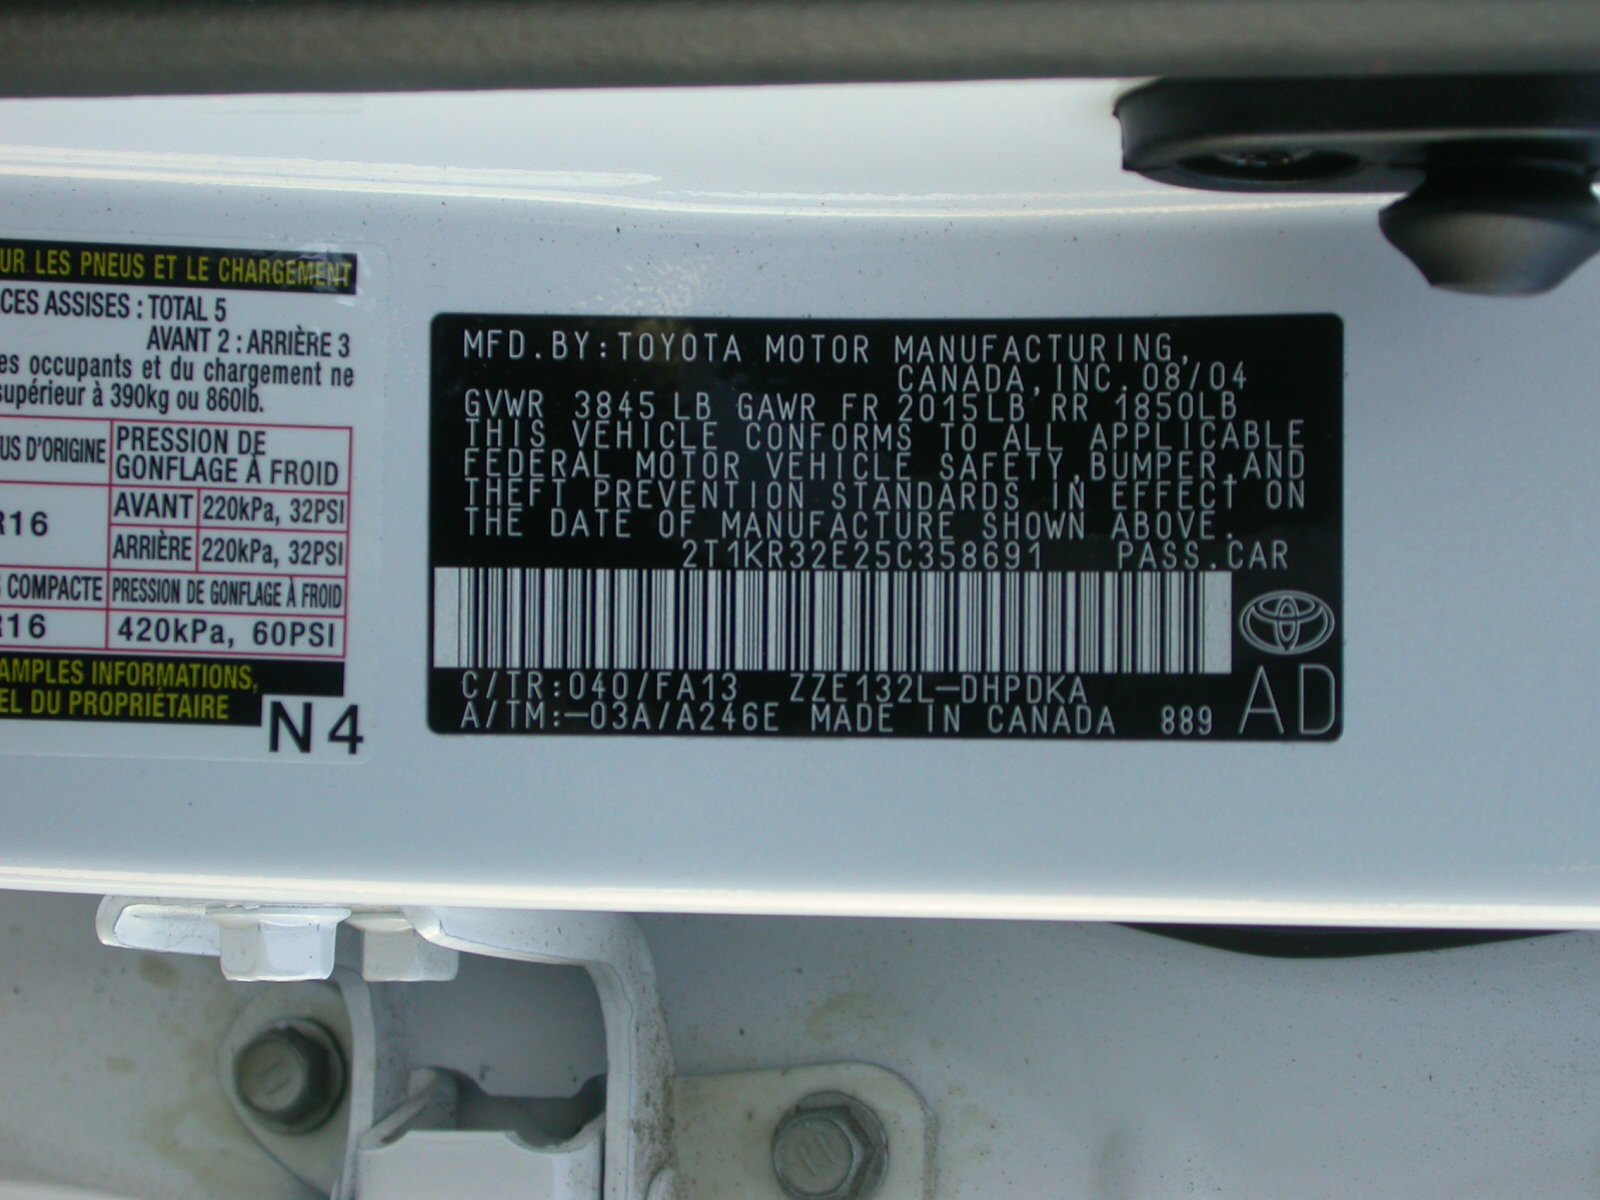 UR LES PNEUS ET LE CHARGEMENT
CES ASSISES : TOTAL 5
AVANT 2 : ARRIÈRE 3
es occupants et du chargement ne
supérieur à 390kg ou 860lb.
US D'ORIGINE
PRESSION DE
GONFLAGE À FROID
R16
AVANT 220kPa, 32PSI
ARRIÈRE 220kPa, 32PSI
COMPACTE PRESSION DE GONFLAGE À FROID
R16 420kPa, 60PSI
AMPLES INFORMATIONS,
EL DU PROPRIÉTAIRE
N4
MFD.BY:TOYOTA MOTOR MANUFACTURING,
CANADA,INC.08/04
GVWR 3845LB GAWR FR 2015LB RR 1850LB
THIS VEHICLE CONFORMS TO ALL APPLICABLE
FEDERAL MOTOR VEHICLE SAFETY,BUMPER,AND
THEFT PREVENTION STANDARDS IN EFFECT ON
THE DATE OF MANUFACTURE SHOWN ABOVE.
2T1KR32E25C358691 PASS.CAR
C/TR:040/FA13 ZZE132L-DHPDKA
A/TM:-03A/A246E MADE IN CANADA 889
AD